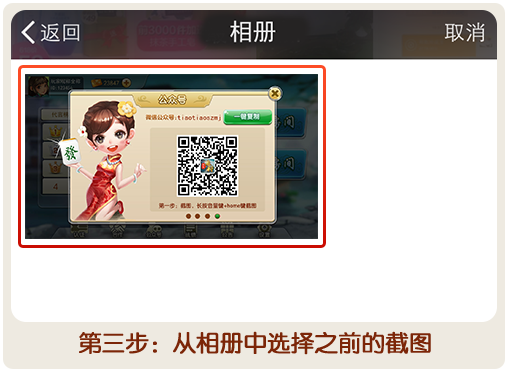 返回
相册
取消
公众号
微信公众号:tiaotiaoszmj
一键复制
發
第一步：截图，长按音量键+home键截图
4
第三步：从相册中选择之前的截图